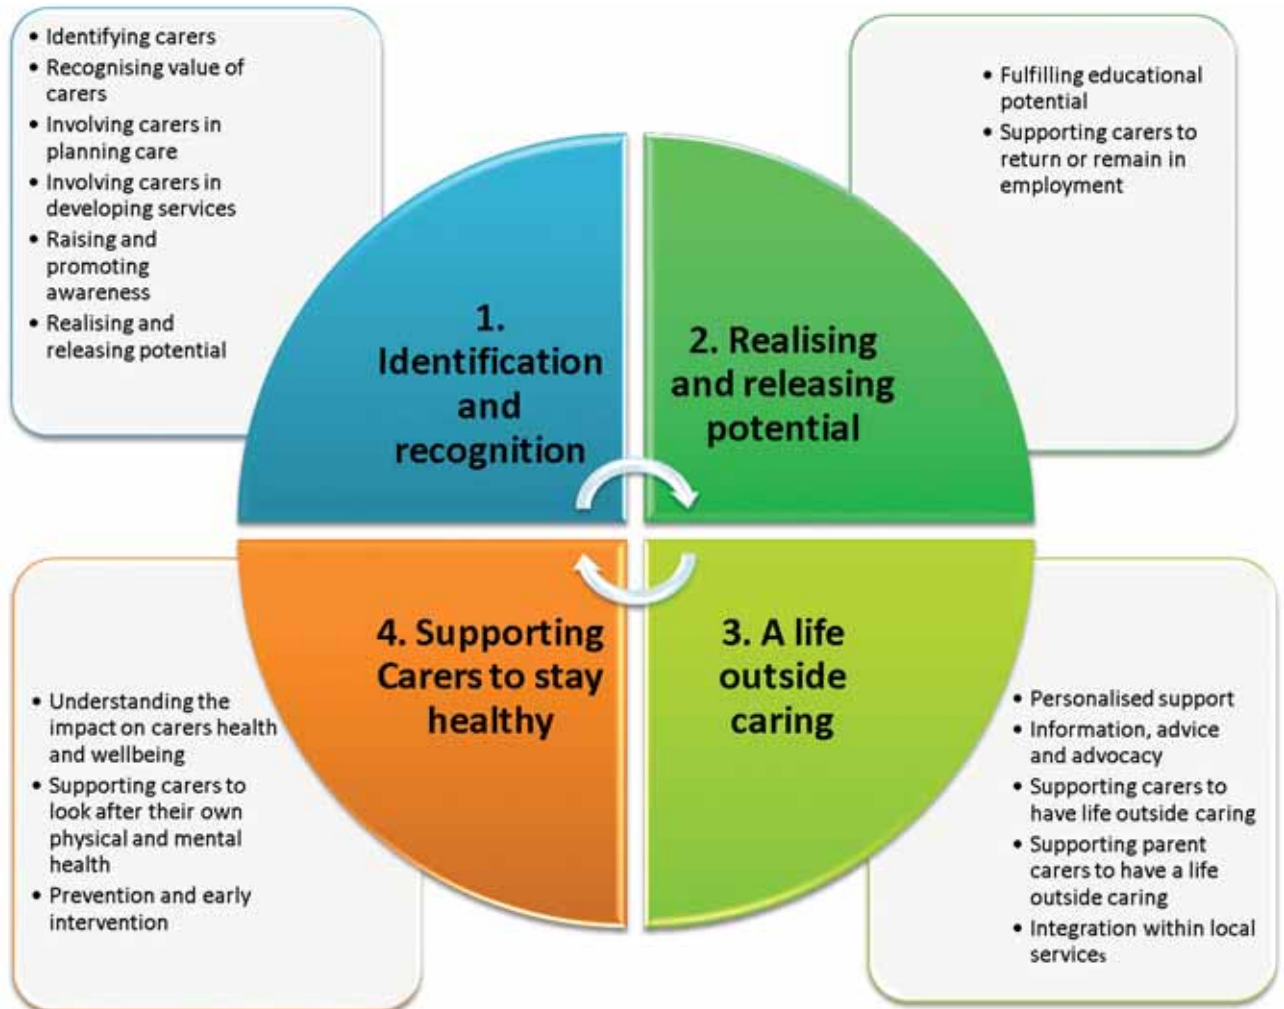 • Identifying carers
• Recognising value of
carers
• Involving carers in
planning care
• Involving carers in
developing services
• Raising and
promoting
awareness
• Realising and
releasing potential
• Fulfilling educational
potential
• Supporting carers to
return or remain in
employment
1.
Identification
and
recognition
2. Realising
and releasing
potential
4. Supporting
Carers to stay
healthy
3. A life
outside
caring
• Understanding the
impact on carers health
and wellbeing
• Supporting carers to
look after their own
physical and mental
health
• Prevention and early
intervention
• Personalised support
• Information, advice
and advocacy
• Supporting carers to
have life outside caring
• Supporting parent
carers to have a life
outside caring
• Integration within local
services